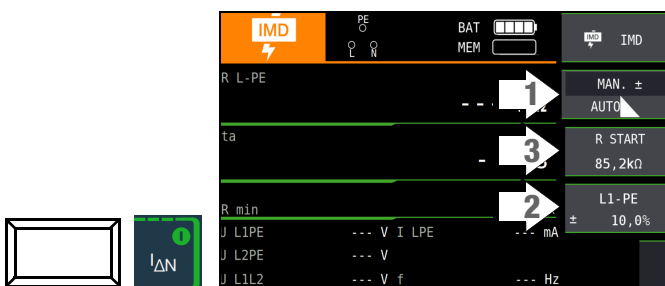 IMD
PE
L N
BAT
MEM
IMD
R L-PE
---
1
MAN. ±
AUTO
ta
-
3
R START
85,2kΩ
R min
2
L1-PE
± 10,0%
U L1PE --- V I LPE --- mA
U L2PE --- V
U L1L2 --- V f --- Hz
I
IΔN